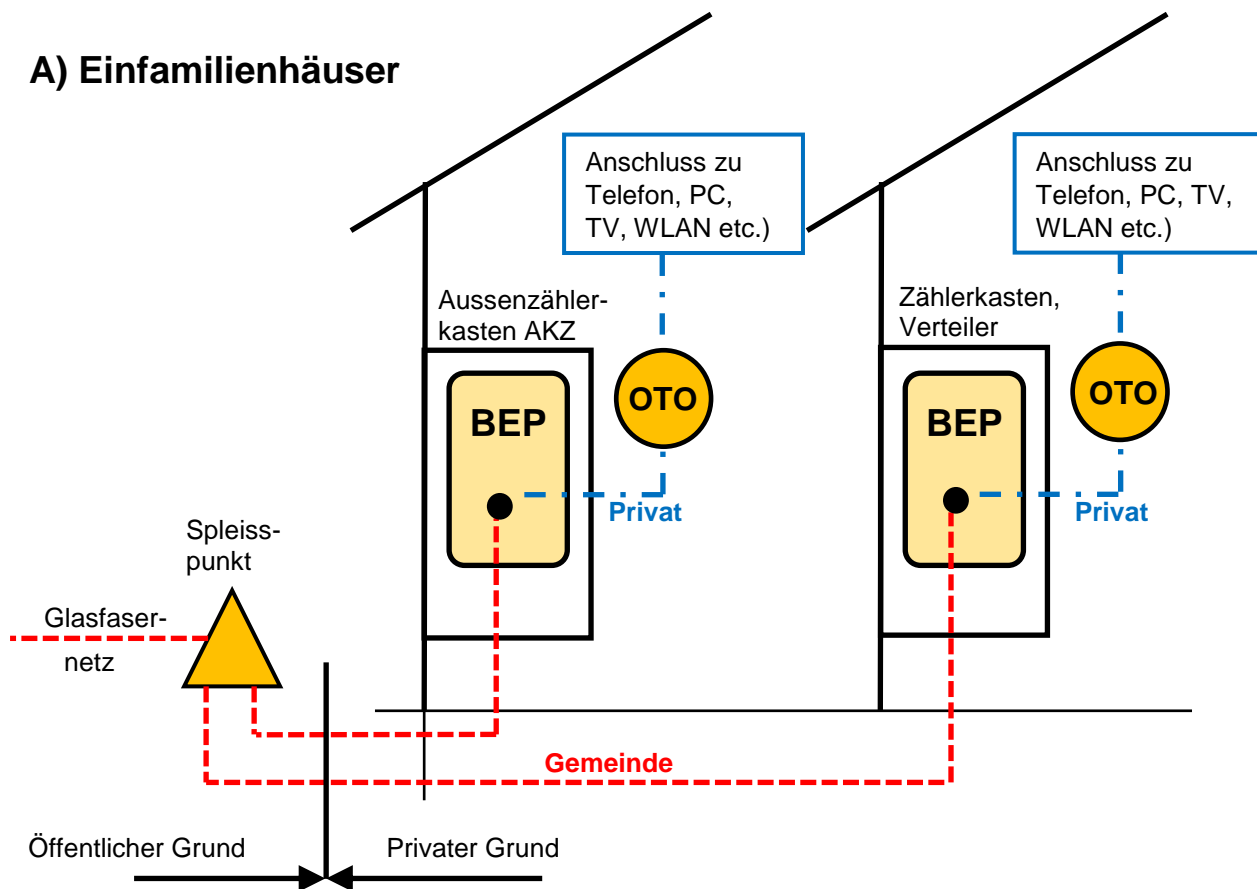 A) Einfamilienhäuser
Anschluss zu
Telefon, PC,
TV, WLAN etc.)
Anschluss zu
Telefon, PC, TV,
WLAN etc.)
Aussenzähler-
kasten AKZ
Zählerkasten,
Verteiler
BEP
OTO
BEP
OTO
Privat
Privat
Spleiss-
punkt
Glasfaser-
netz
Gemeinde
Öffentlicher Grund
Privater Grund